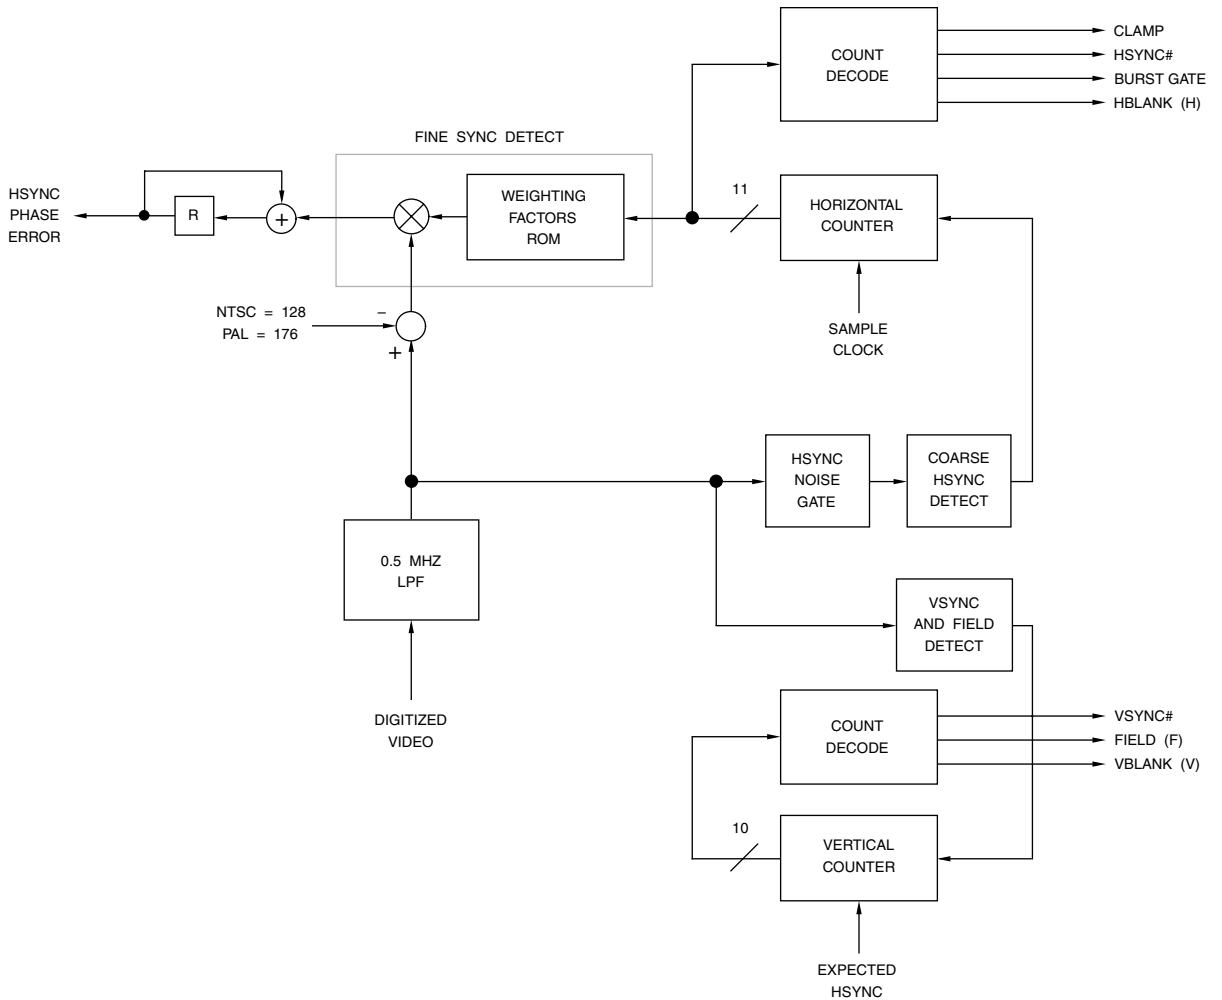 CLAMP
HSYNC#
BURST GATE
HBLANK (H)
COUNT
DECODE
FINE SYNC DETECT
HSYNC
PHASE
ERROR
R
+
WEIGHTING
FACTORS
ROM
11
HORIZONTAL
COUNTER
NTSC = 128
PAL = 176
–
+
SAMPLE
CLOCK
HSYNC
NOISE
GATE
COARSE
HSYNC
DETECT
0.5 MHZ
LPF
VSYNC
AND FIELD
DETECT
DIGITIZED
VIDEO
COUNT
DECODE
VSYNC#
FIELD (F)
VBLANK (V)
10
VERTICAL
COUNTER
EXPECTED
HSYNC